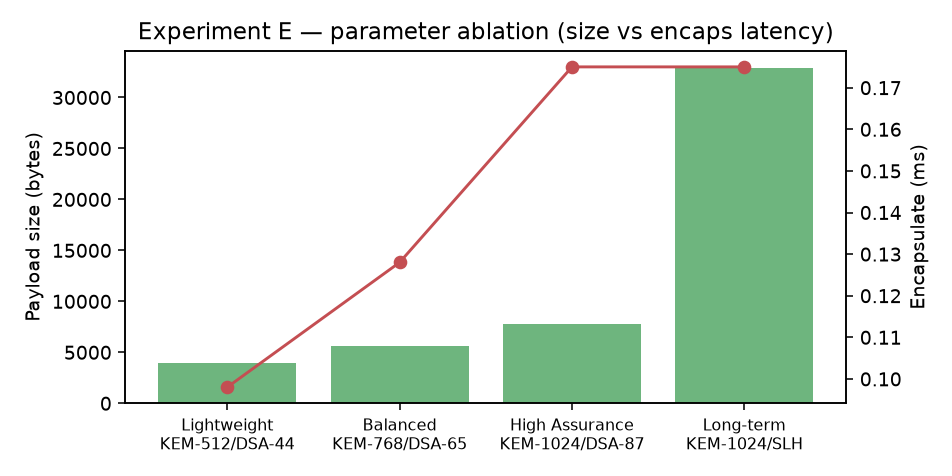 Experiment E — parameter ablation (size vs encaps latency)
Payload size (bytes)
30000
25000
20000
15000
10000
5000
0
0.17
0.16
0.15
0.14
0.13
0.12
0.11
0.10
Encapsulate (ms)
Lightweight
KEM-512/DSA-44
Balanced
KEM-768/DSA-65
High Assurance
KEM-1024/DSA-87
Long-term
KEM-1024/SLH